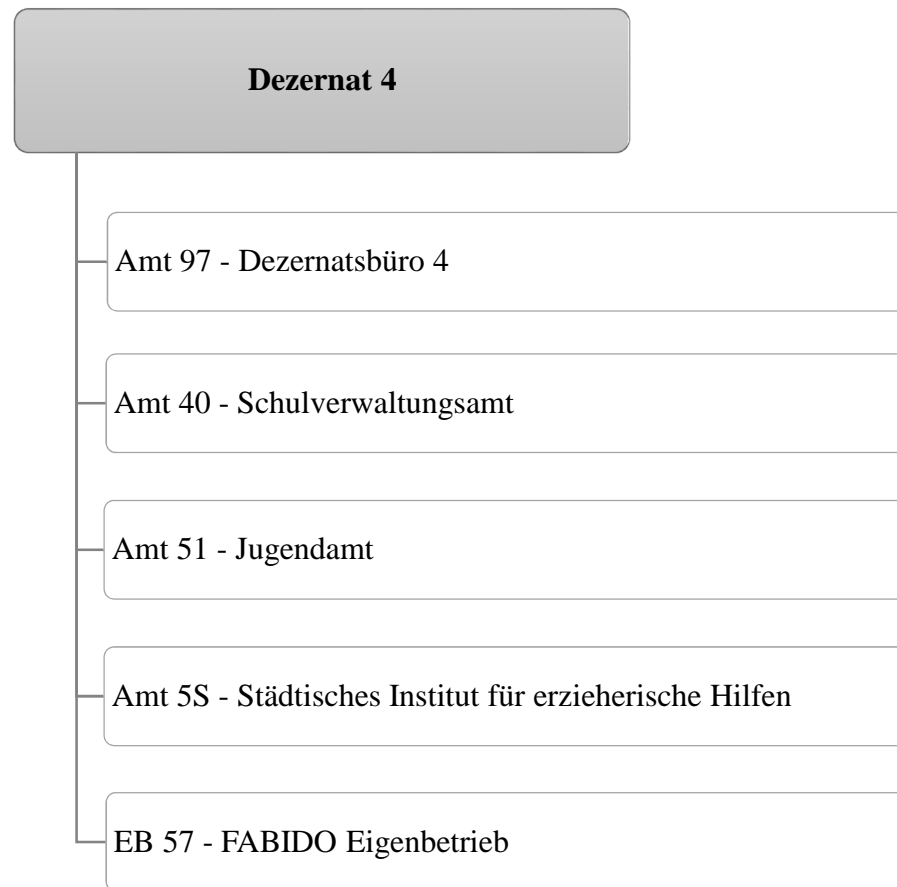 Dezernat 4
Amt 97 - Dezernatsbüro 4
Amt 40 - Schulverwaltungsamt
Amt 51 - Jugendamt
Amt 5S - Städtisches Institut für erzieherische Hilfen
EB 57 - FABIDO Eigenbetrieb